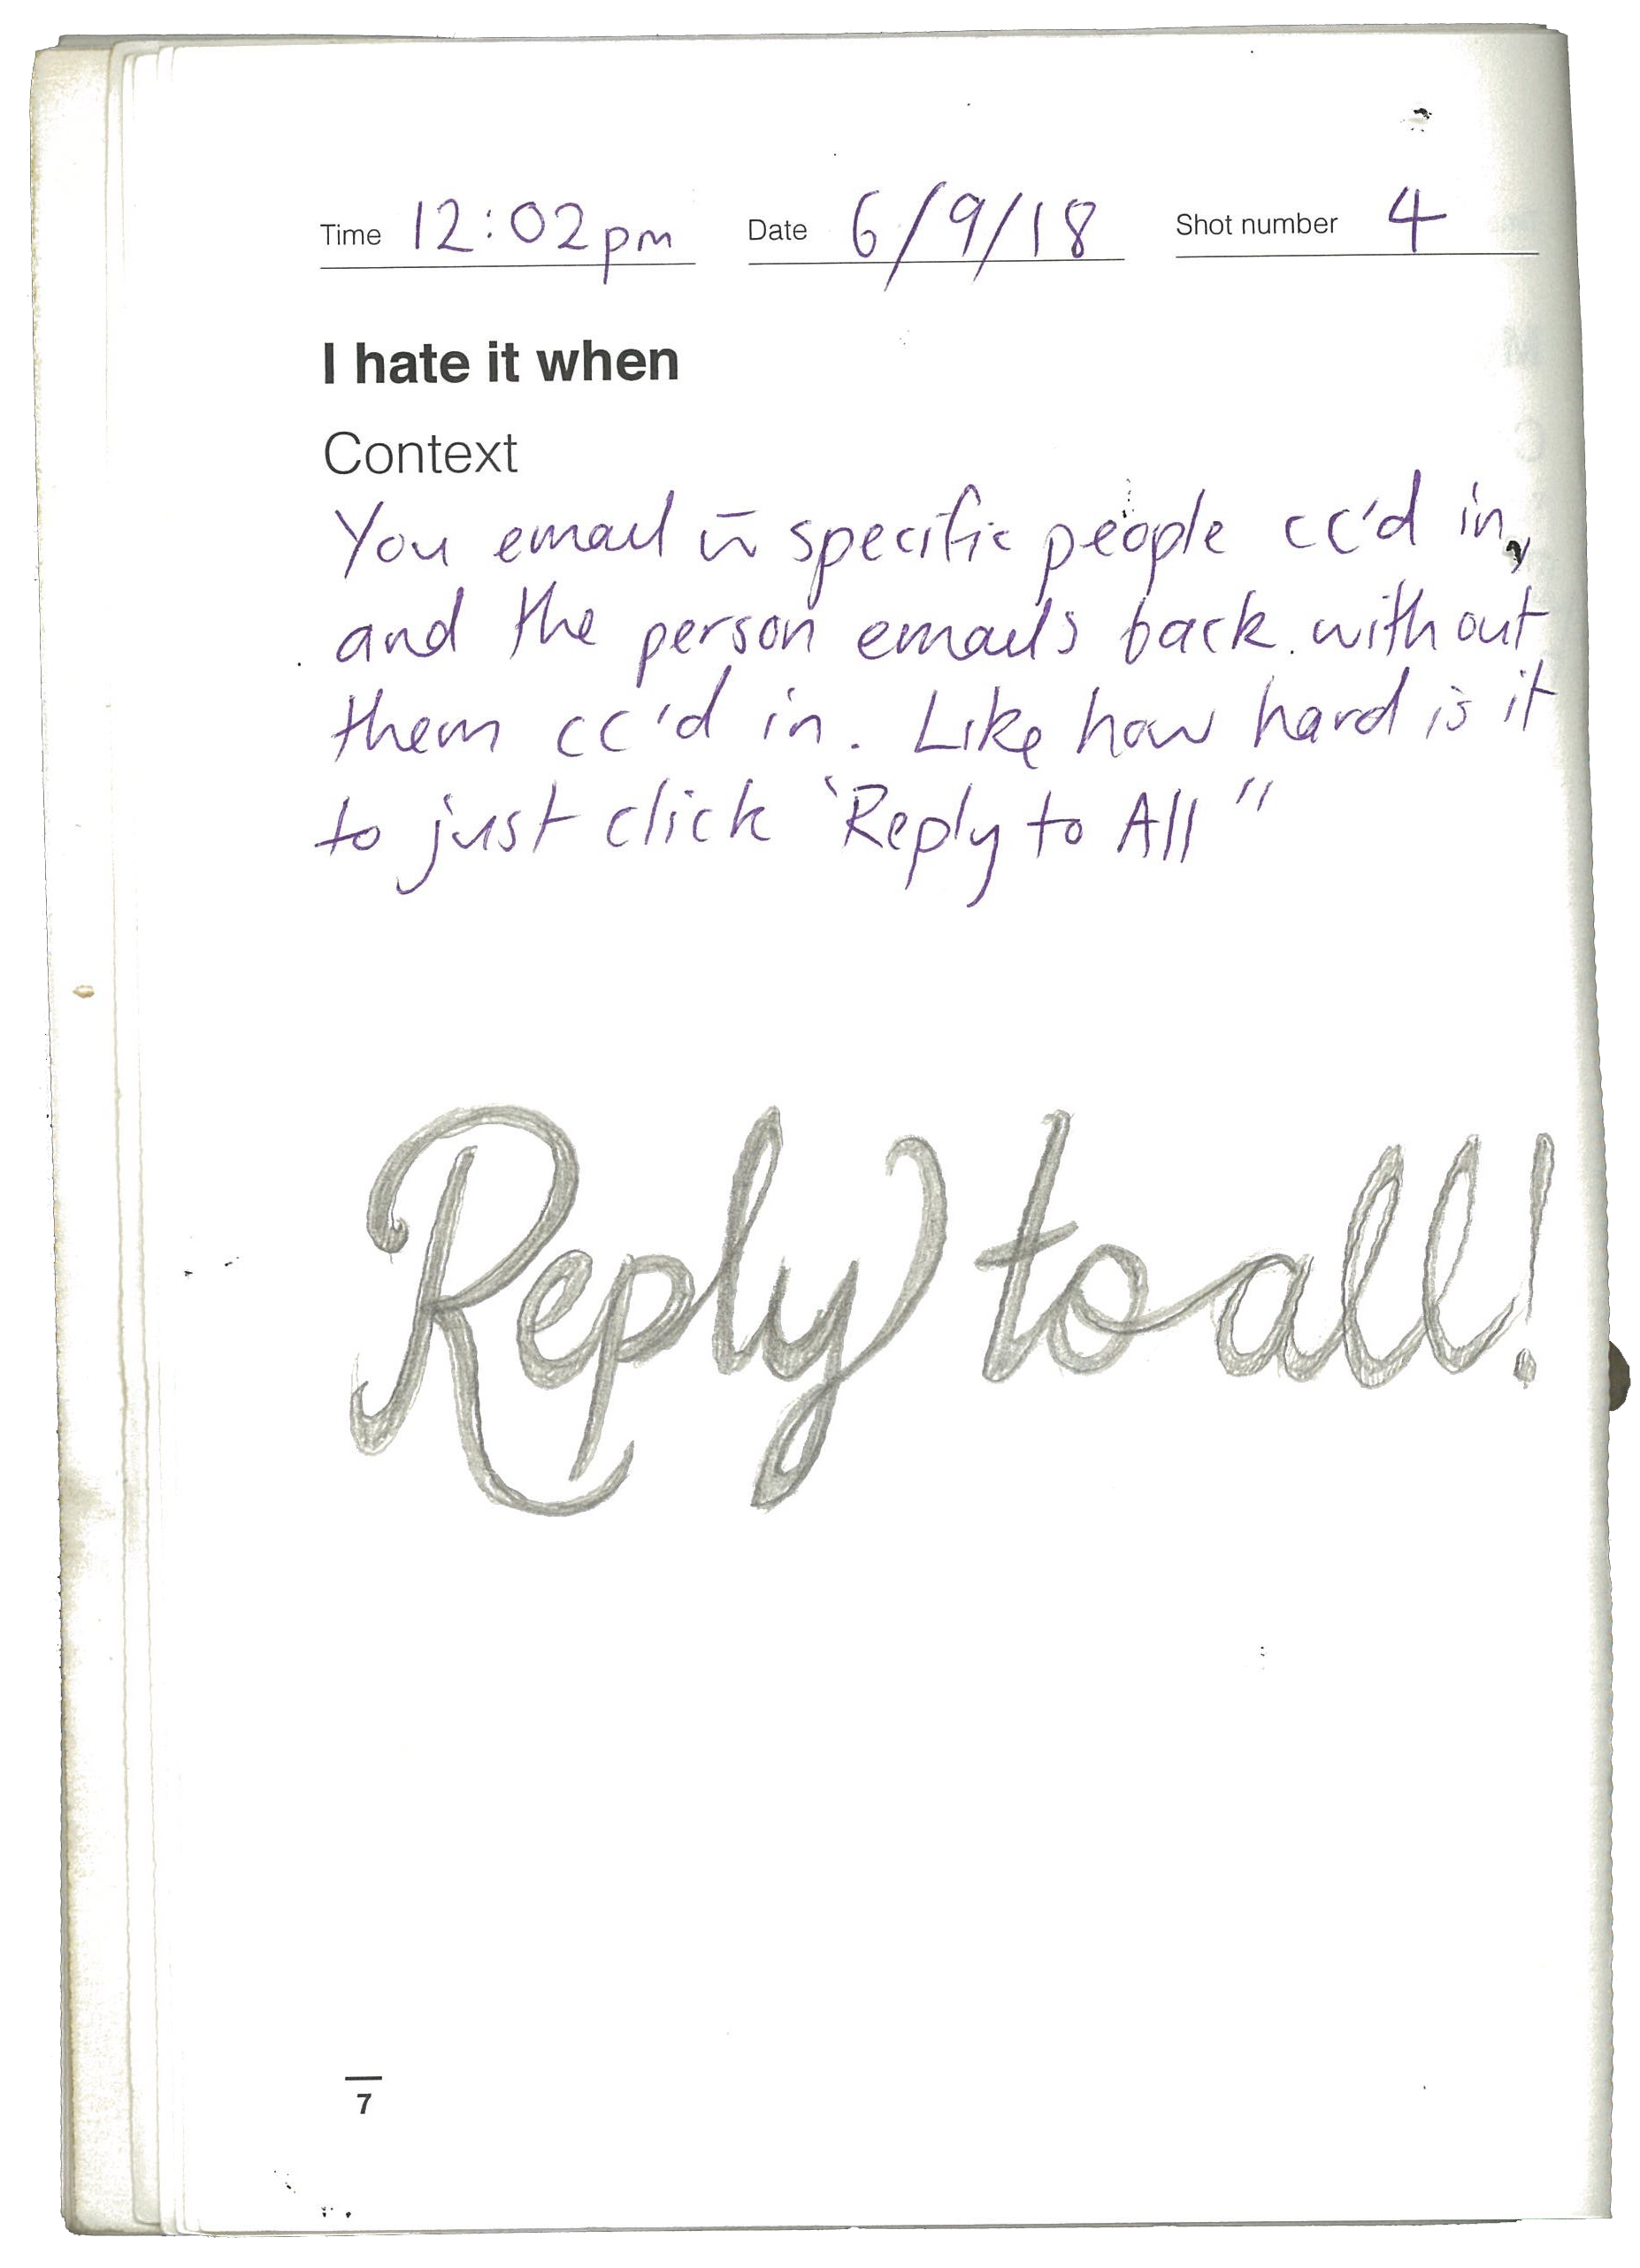 Time 12:02pm Date 6/9/18 Shot number 4
I hate it when
Context
You email w̄ specific people cc'd in,
and the person emails back without
them cc'd in. Like how hard is it
to just click 'Reply to All"
Reply to all!
7